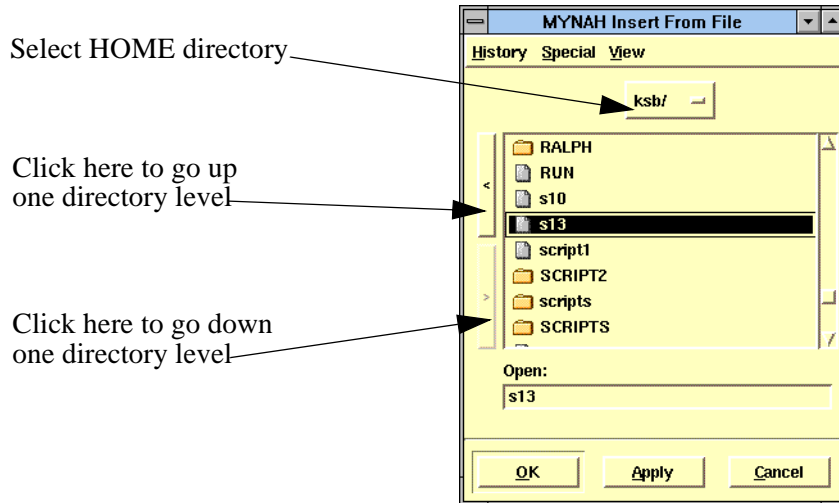 MYNAH Insert From File
History Special View
Select HOME directory
ksb/
RALPH
RUN
Click here to go up
one directory level
<
s10
s13
script1
SCRIPT2
>
scripts
SCRIPTS
Click here to go down
one directory level
Open:
s13
OK Apply Cancel